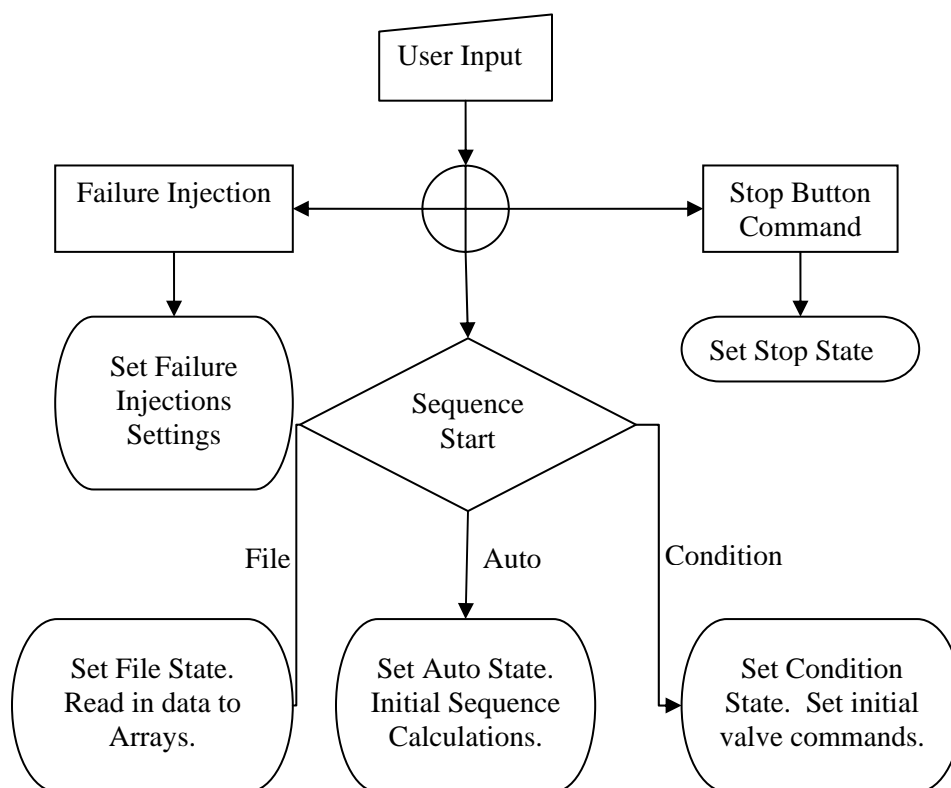 User Input
Failure Injection
Stop Button
Command
Set Failure
Injections
Settings
Set Stop State
Sequence
Start
File
Auto
Condition
Set File State.
Read in data to
Arrays.
Set Auto State.
Initial Sequence
Calculations.
Set Condition
State.  Set initial
valve commands.